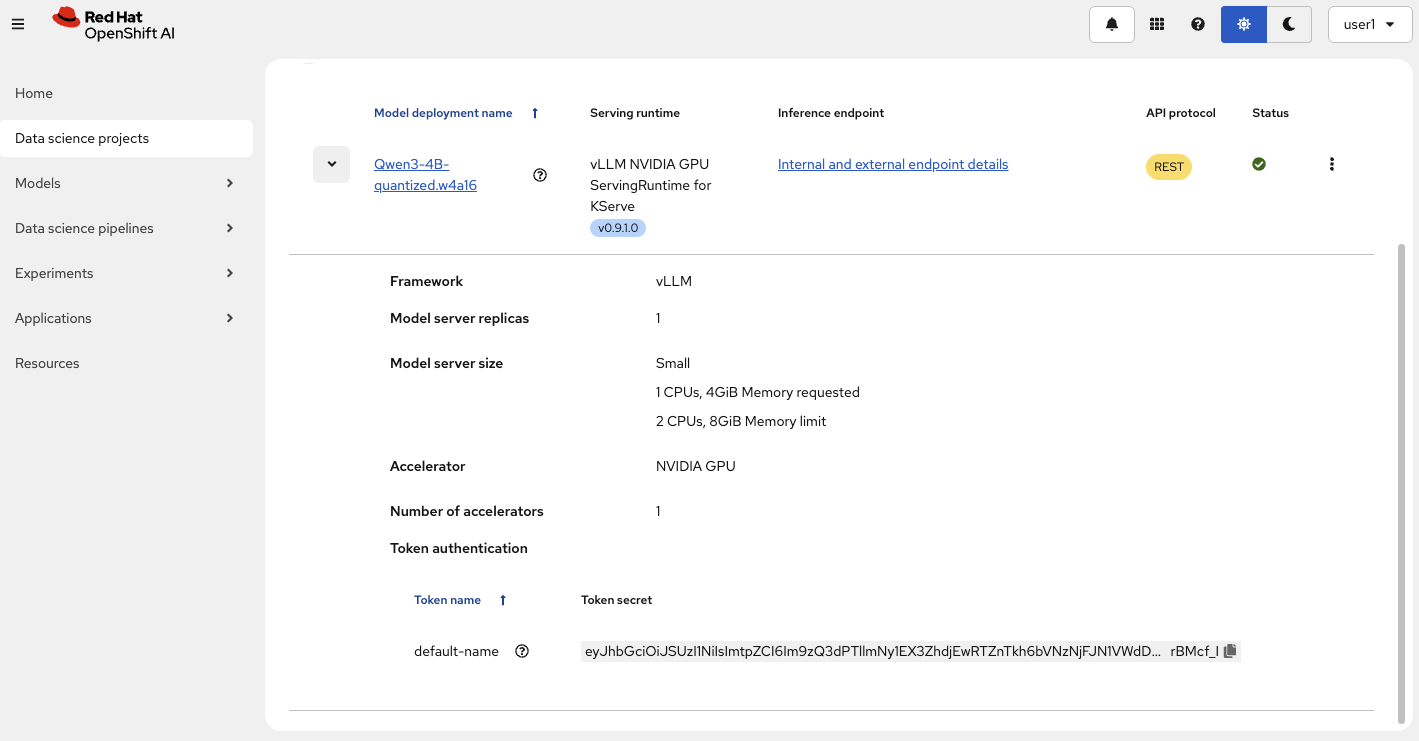 Red Hat
OpenShift AI
user1
Home
Data science projects
Models
Data science pipelines
Experiments
Applications
Resources
Model deployment name
Serving runtime
Inference endpoint
API protocol
Status
Qwen3-4B-
quantized.w4a16
vLLM NVIDIA GPU
ServingRuntime for
KServe
v0.9.1.0
Internal and external endpoint details
REST
Framework
vLLM
Model server replicas
1
Model server size
Small
1 CPUs, 4GiB Memory requested
2 CPUs, 8GiB Memory limit
Accelerator
NVIDIA GPU
Number of accelerators
1
Token authentication
Token name
Token secret
default-name